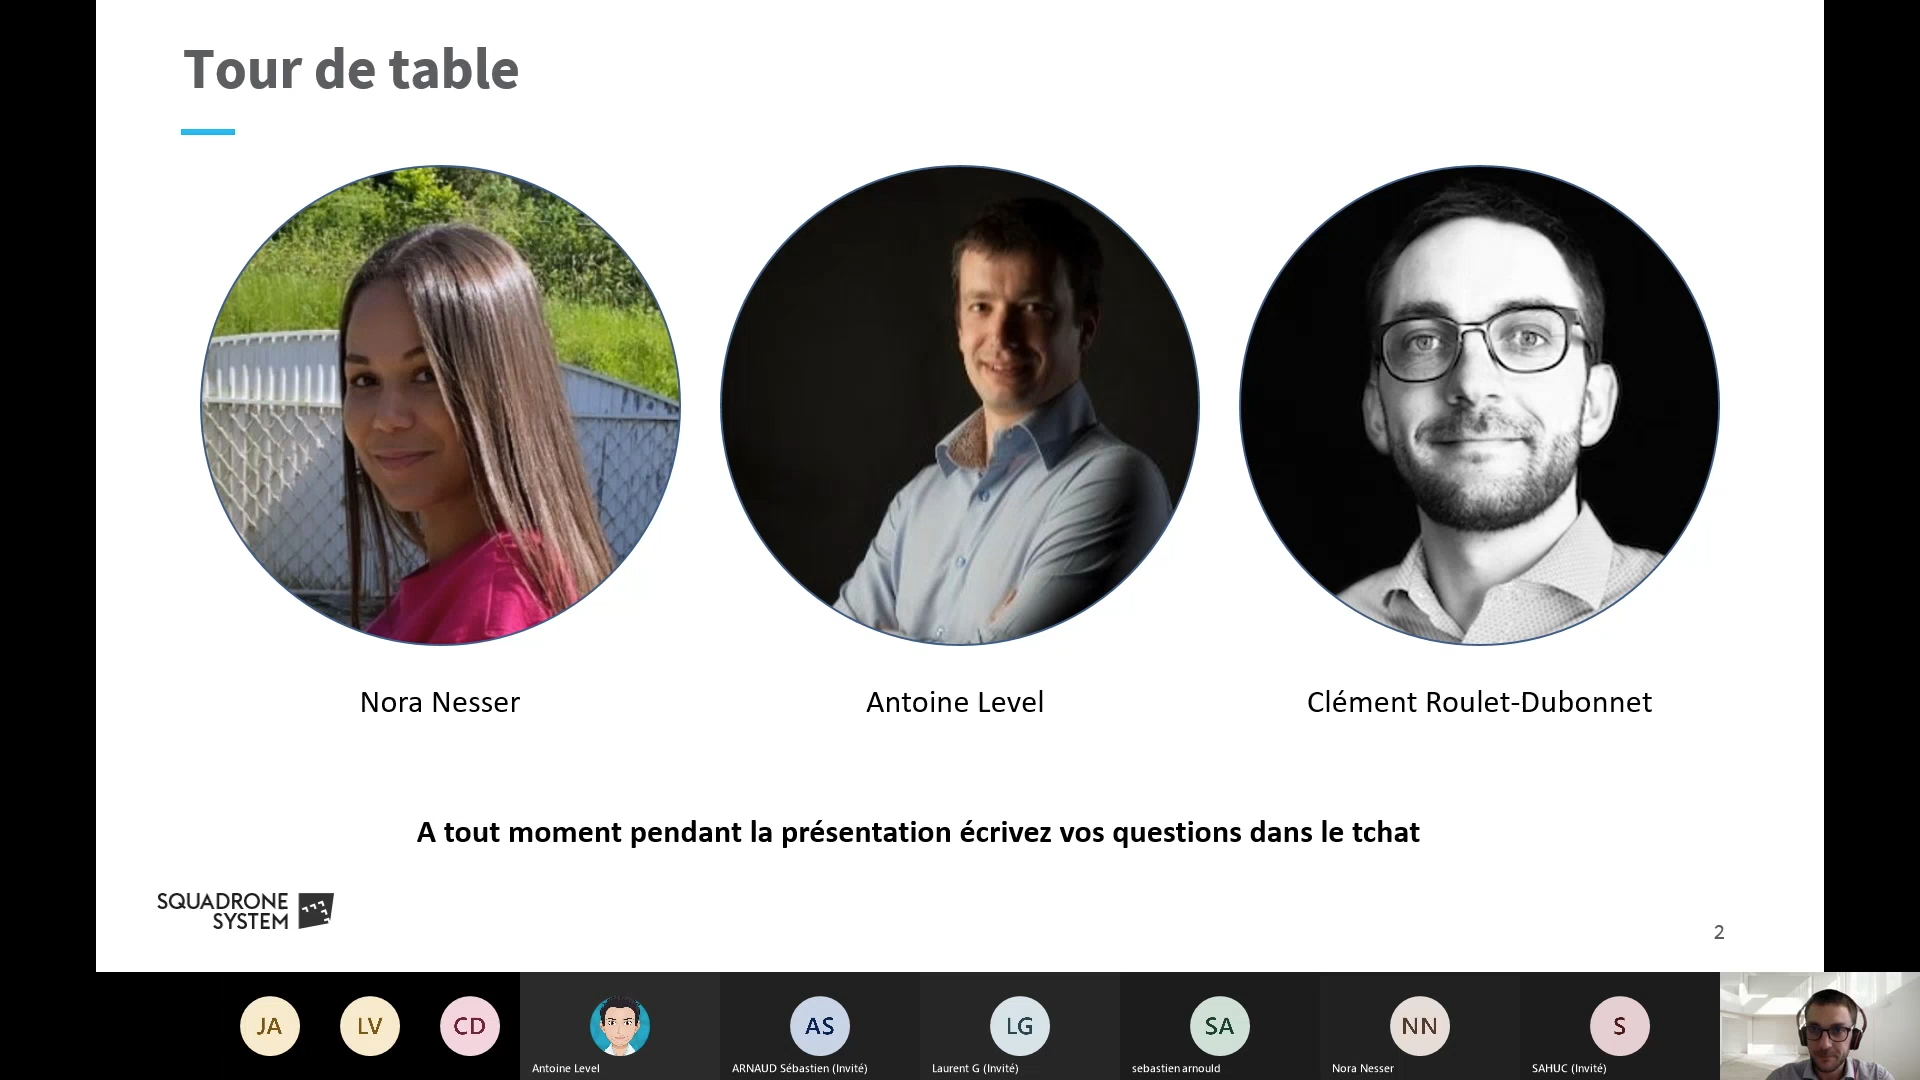 Tour de table
Nora Nesser
Antoine Level
Clément Roulet-Dubonnet
A tout moment pendant la présentation écrivez vos questions dans le tchat
SQUADRONE
SYSTEM
2
JA
LV
CD
AS
LG
SA
NN
S
Antoine Level
ARNAUD Sébastien (Invité)
Laurent G (Invité)
sebastien arnould
Nora Nesser
SAHUC (Invité)